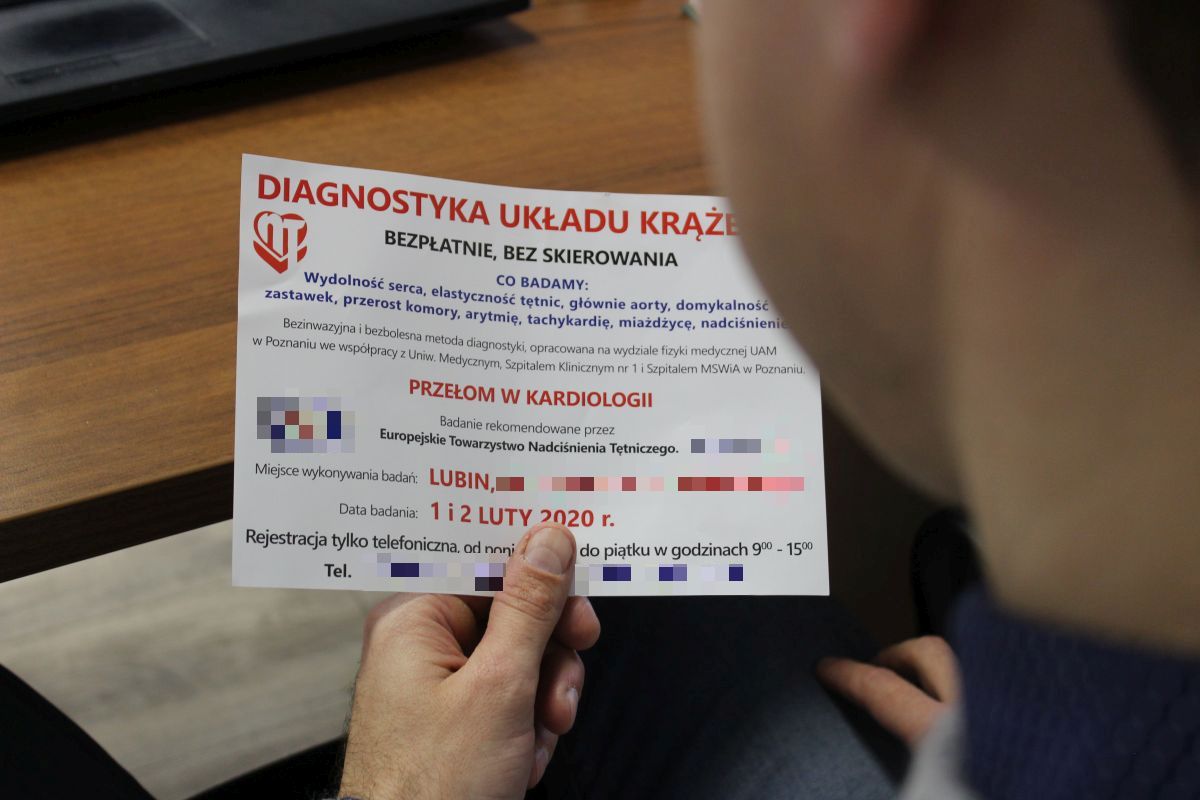 DIAGNOSTYKA UKŁADU KRĄŻE
BEZPŁATNIE, BEZ SKIEROWANIA
CO BADAMY:
Wydolność serca, elastyczność tętnic, głównie aorty, domykalność
zastawek, przerost komory, arytmię, tachykardię, miażdżycę, nadciśnienie
Bezinwazyjna i bezbolesna metoda diagnostyki, opracowana na wydziale fizyki medycznej UAM
w Poznaniu we współpracy z Uniw. Medycznym, Szpitalem Klinicznym nr 1 i Szpitalem MSWiA w Poznaniu.
PRZEŁOM W KARDIOLOGII
Badanie rekomendowane przez
Europejskie Towarzystwo Nadciśnienia Tętniczego.
Miejsce wykonywania badań: LUBIN,
Data badania: 1 i 2 LUTY 2020 r.
Rejestracja tylko telefoniczna, od poni do piątku w godzinach 9⁰⁰ - 15⁰⁰
Tel.